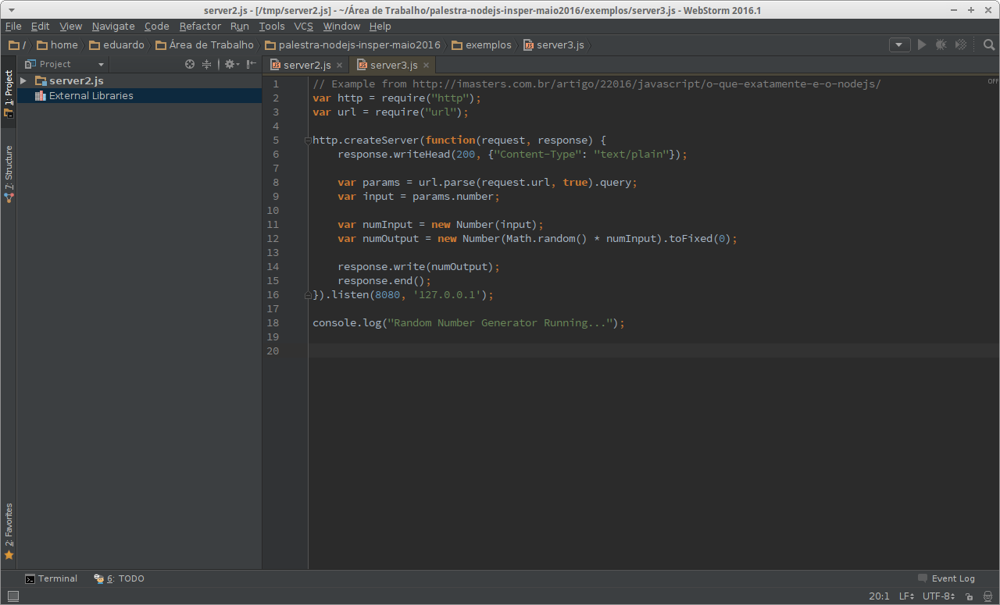 server2.js - [/tmp/server2.js] - ~/Área de Trabalho/palestra-nodejs-insper-maio2016/exemplos/server3.js - WebStorm 2016.1
File Edit View Navigate Code Refactor Run Tools VCS Window Help
/ home eduardo Área de Trabalho palestra-nodejs-insper-maio2016 exemplos server3.js
Project
server2.js server3.js
1: Project
7: Structure
2: Favorites
server2.js
External Libraries
OFF
1 // Example from http://imasters.com.br/artigo/22016/javascript/o-que-exatamente-e-o-nodejs/
2 var http = require("http");
3 var url = require("url");
4
5 http.createServer(function(request, response) {
6     response.writeHead(200, {"Content-Type": "text/plain"});
7
8     var params = url.parse(request.url, true).query;
9     var input = params.number;
10
11     var numInput = new Number(input);
12     var numOutput = new Number(Math.random() * numInput).toFixed(0);
13
14     response.write(numOutput);
15     response.end();
16 }).listen(8080, '127.0.0.1');
17
18 console.log("Random Number Generator Running...");
19
20
Terminal 6: TODO Event Log
20:1 LF UTF-8